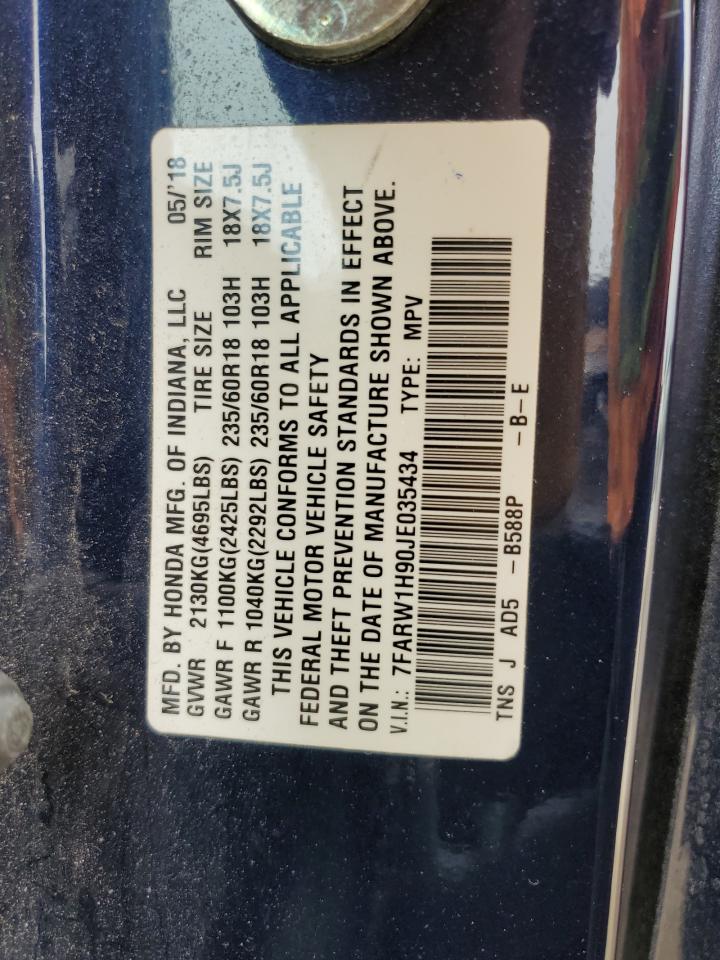 MFD. BY HONDA MFG. OF INDIANA, LLC 05/'18
GVWR 2130KG(4695LBS) TIRE SIZE RIM SIZE
GAWR F 1100KG(2425LBS) 235/60R18 103H 18X7.5J
GAWR R 1040KG(2292LBS) 235/60R18 103H 18X7.5J
THIS VEHICLE CONFORMS TO ALL APPLICABLE
FEDERAL MOTOR VEHICLE SAFETY
AND THEFT PREVENTION STANDARDS IN EFFECT
ON THE DATE OF MANUFACTURE SHOWN ABOVE.
V.I.N.: 7FARW1H90JE035434 TYPE: MPV
TNS J AD5 -B588P -B-E